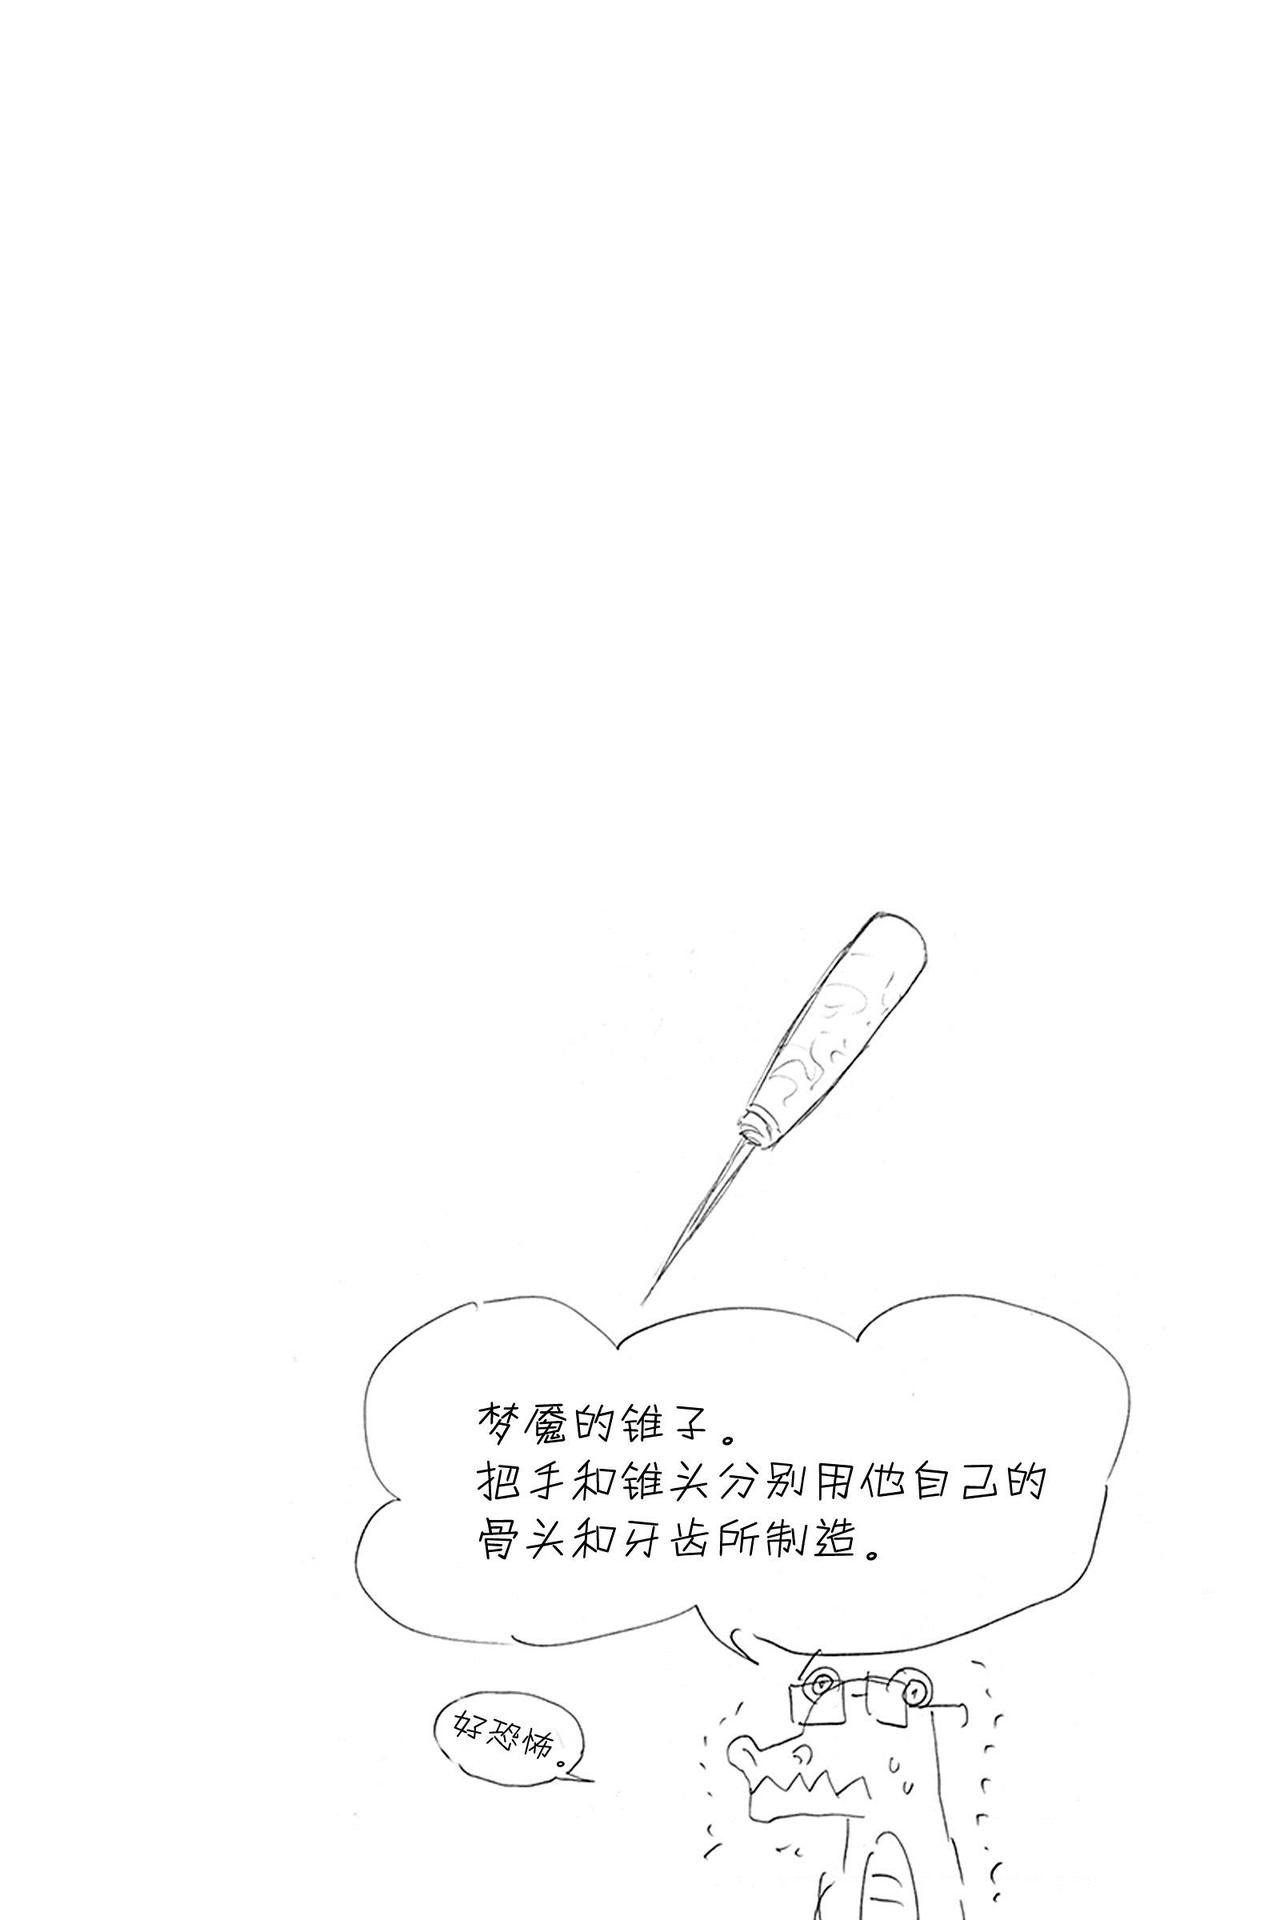 梦魇的锥子。
把手和锥头分别用他自己的
骨头和牙齿所制造。
好恐怖。